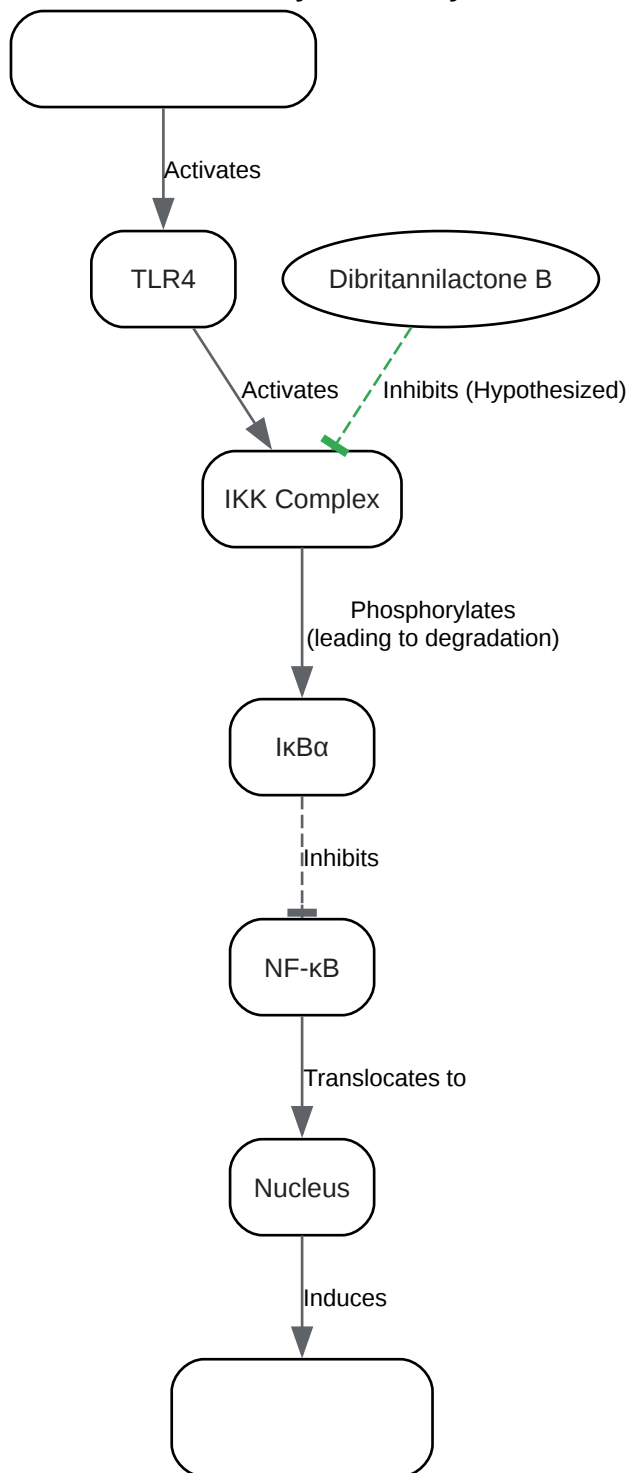 Activates
TLR4
Dibritannilactone B
Activates
Inhibits (Hypothesized)
IKK Complex
Phosphorylates
(leading to degradation)
IκBα
Inhibits
NF-κB
Translocates to
Nucleus
Induces